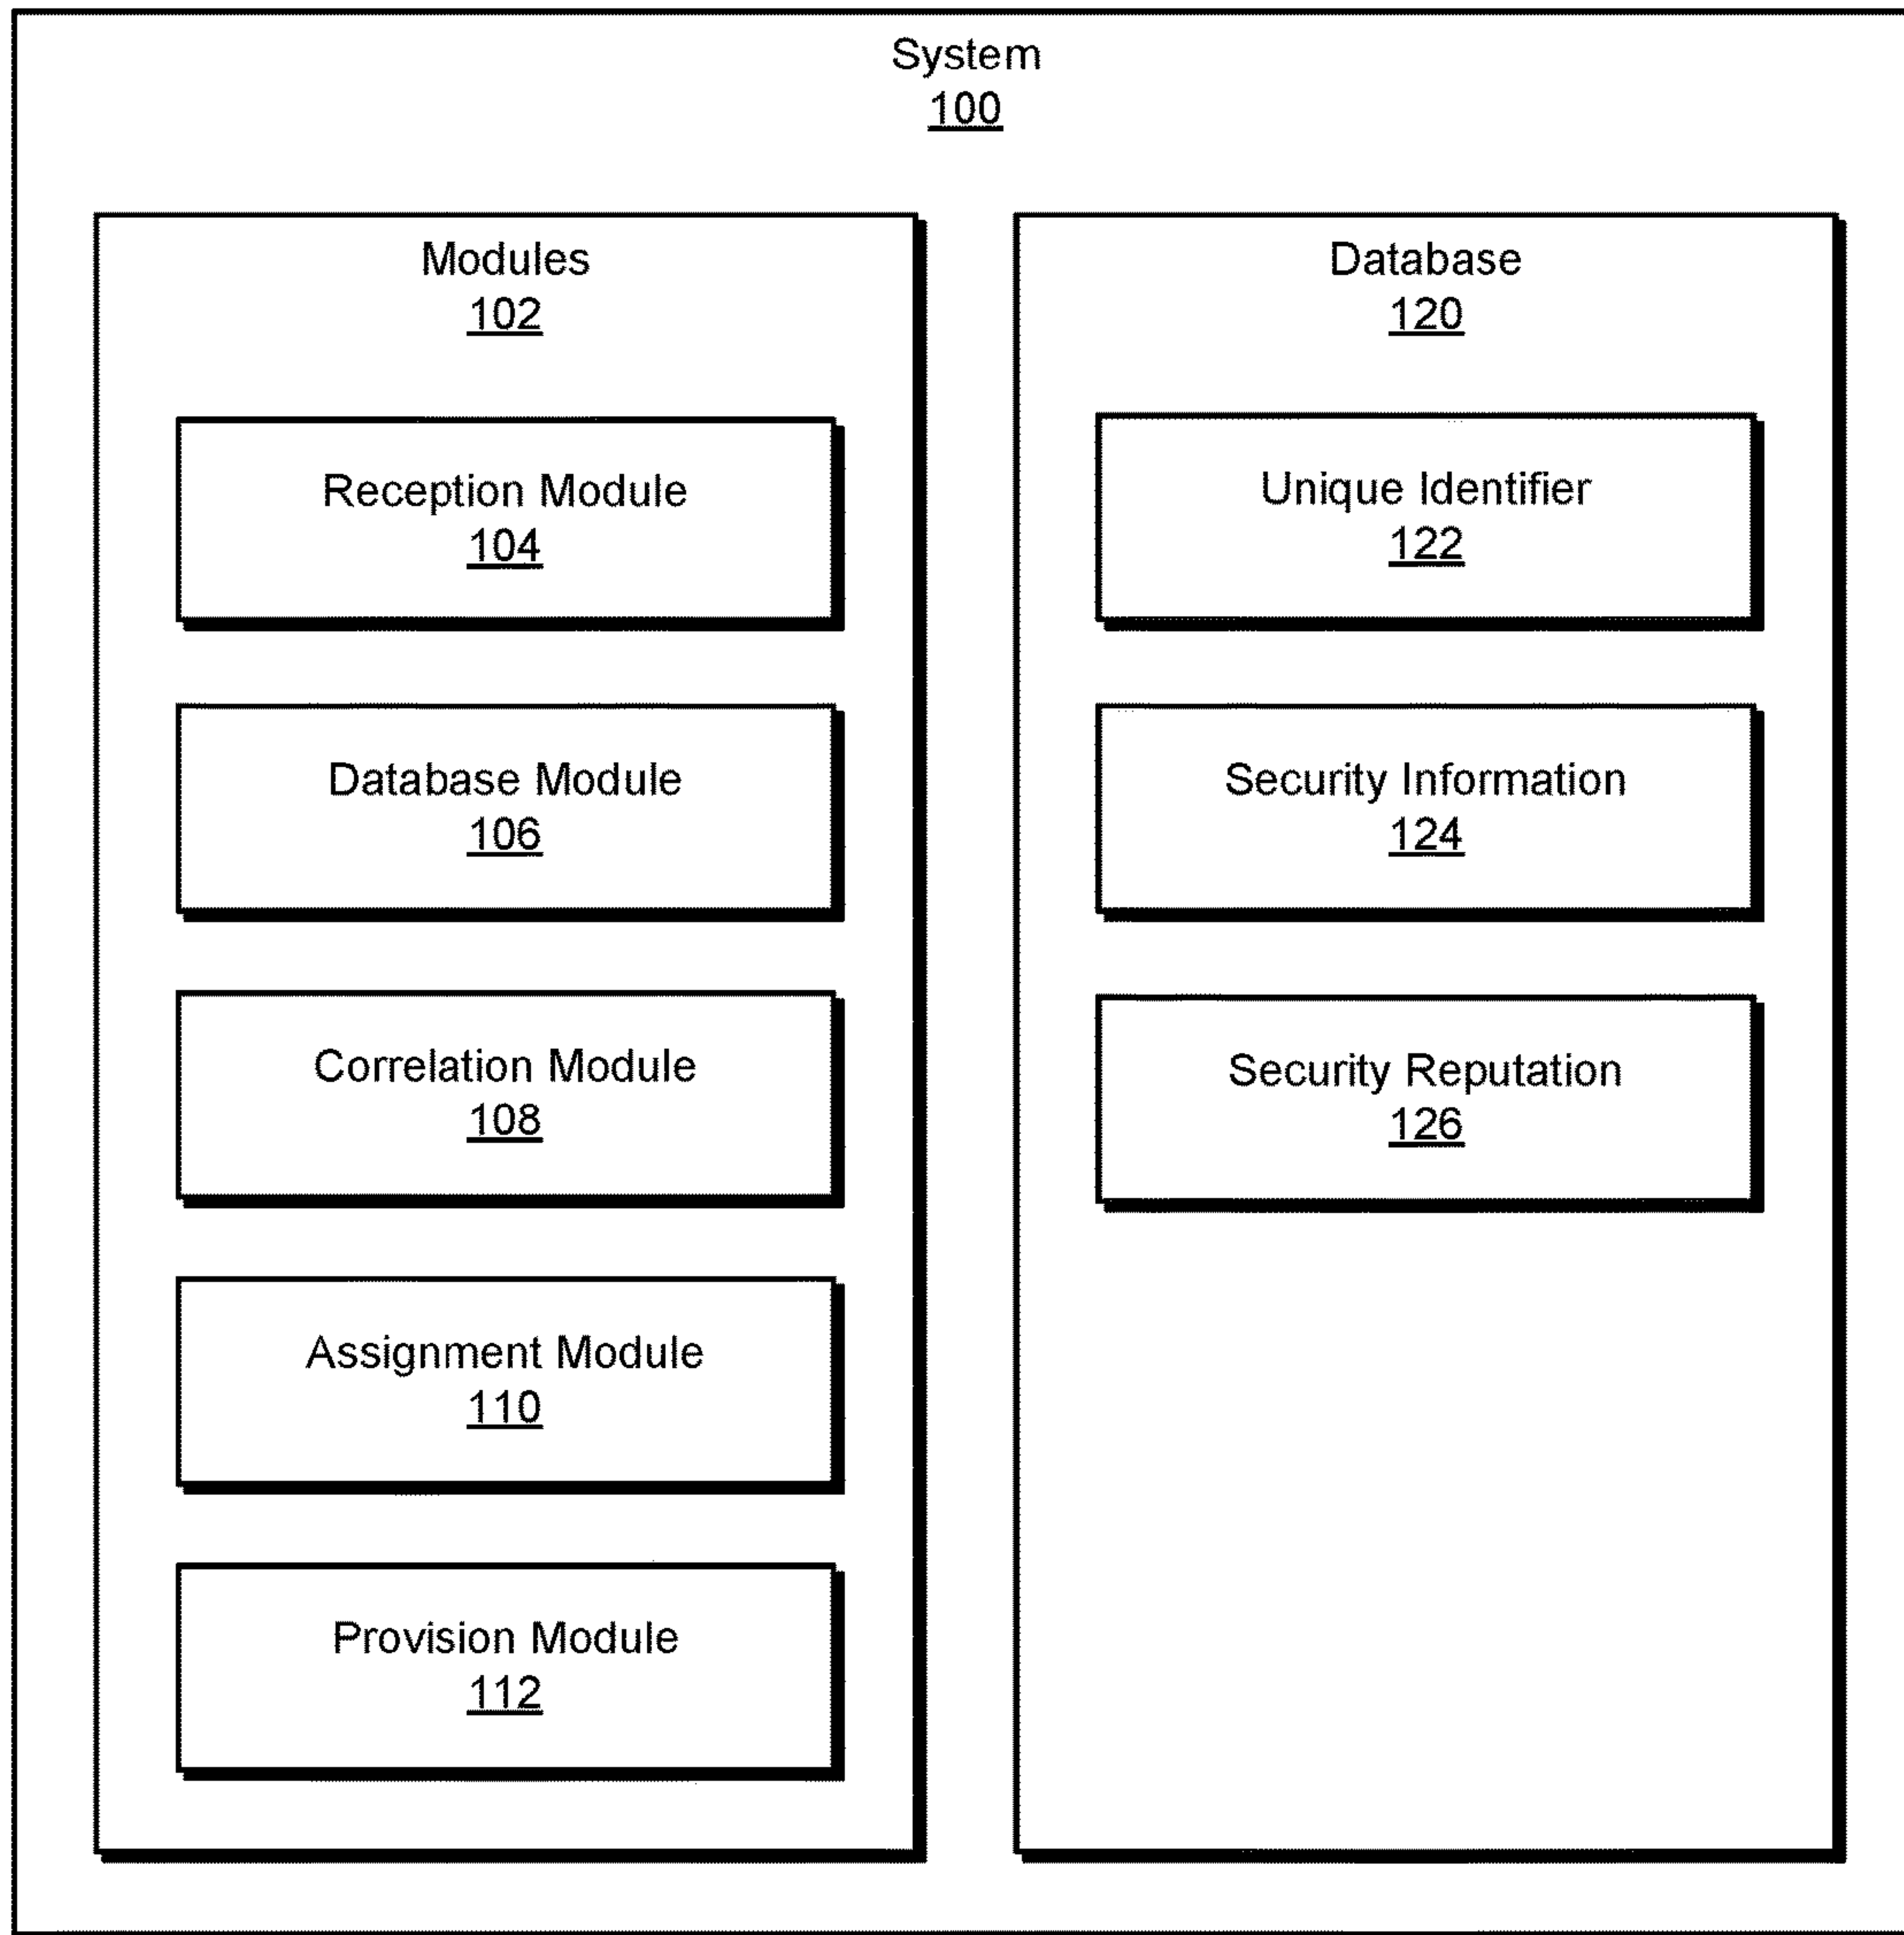 System
100
Modules
102
Reception Module
104
Database Module
106
Correlation Module
108
Assignment Module
110
Provision Module
112
Database
120
Unique Identifier
122
Security Information
124
Security Reputation
126